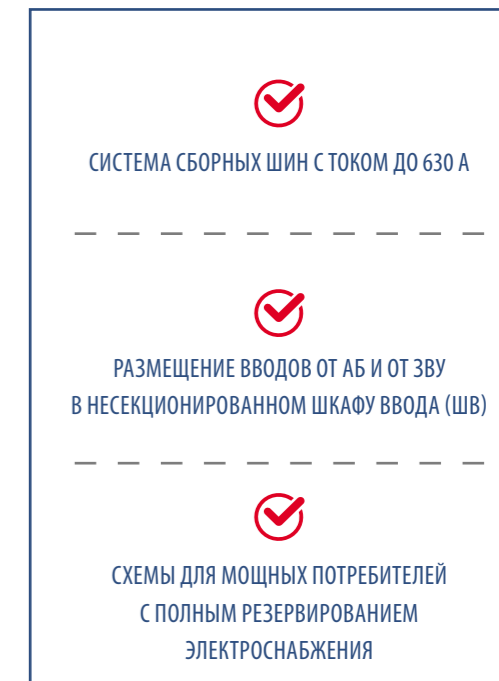 СИСТЕМА СБОРНЫХ ШИН С ТОКОМ ДО 630 А
РАЗМЕЩЕНИЕ ВВОДОВ ОТ АБ И ОТ ЗВУ
В НЕСЕКЦИОНИРОВАННОМ ШКАФУ ВВОДА (ШВ)
СХЕМЫ ДЛЯ МОЩНЫХ ПОТРЕБИТЕЛЕЙ
С ПОЛНЫМ РЕЗЕРВИРОВАНИЕМ
ЭЛЕКТРОСНАБЖЕНИЯ